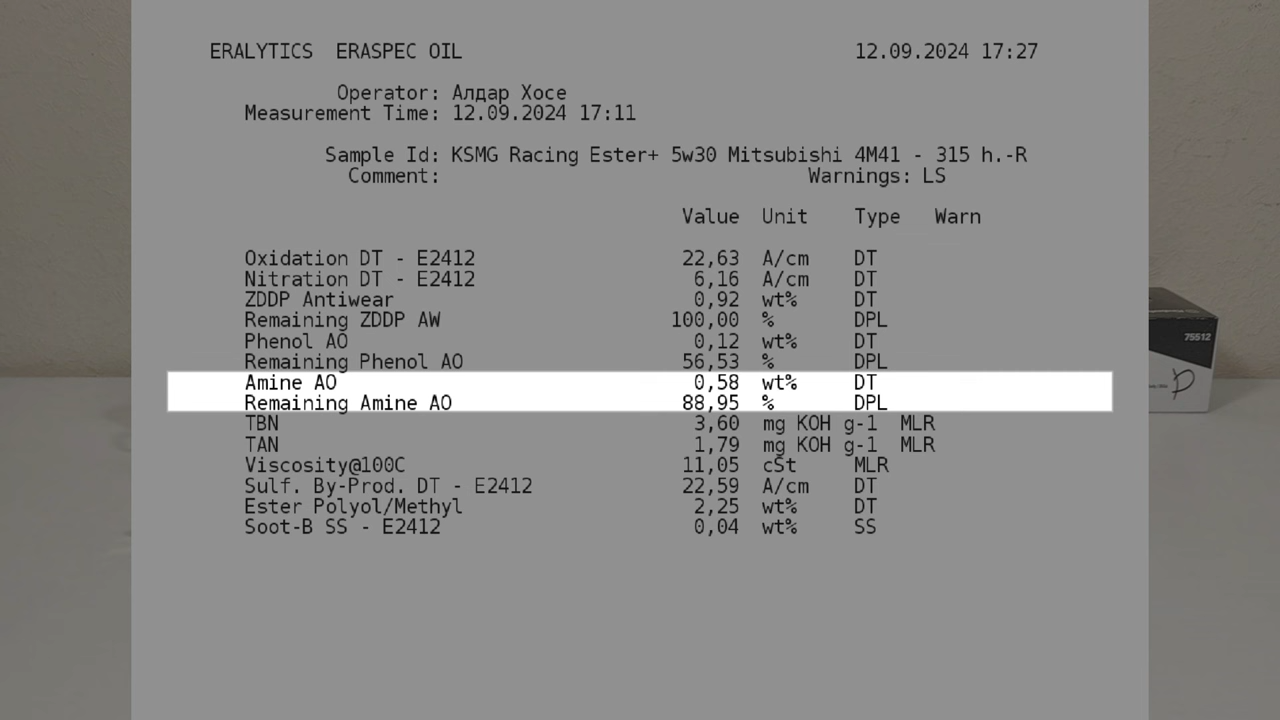 ERALYTICS ERASPEC OIL 12.09.2024 17:27
Operator: Алдар Хосе
Measurement Time: 12.09.2024 17:11
Sample Id: KSMG Racing Ester+ 5w30 Mitsubishi 4M41 - 315 h.-R
Comment: Warnings: LS
Value Unit Type Warn
Oxidation DT - E2412 22,63 A/cm DT
Nitration DT - E2412 6,16 A/cm DT
ZDDP Antiwear 0,92 wt% DT
Remaining ZDDP AW 100,00 % DPL
Phenol AO 0,12 wt% DT
Remaining Phenol AO 56,53 % DPL
Amine AO 0,58 wt% DT
Remaining Amine AO 88,95 % DPL
TBN 3,60 mg KOH g-1 MLR
TAN 1,79 mg KOH g-1 MLR
Viscosity@100C 11,05 cSt MLR
Sulf. By-Prod. DT - E2412 22,59 A/cm DT
Ester Polyol/Methyl 2,25 wt% DT
Soot-B SS - E2412 0,04 wt% SS
75512